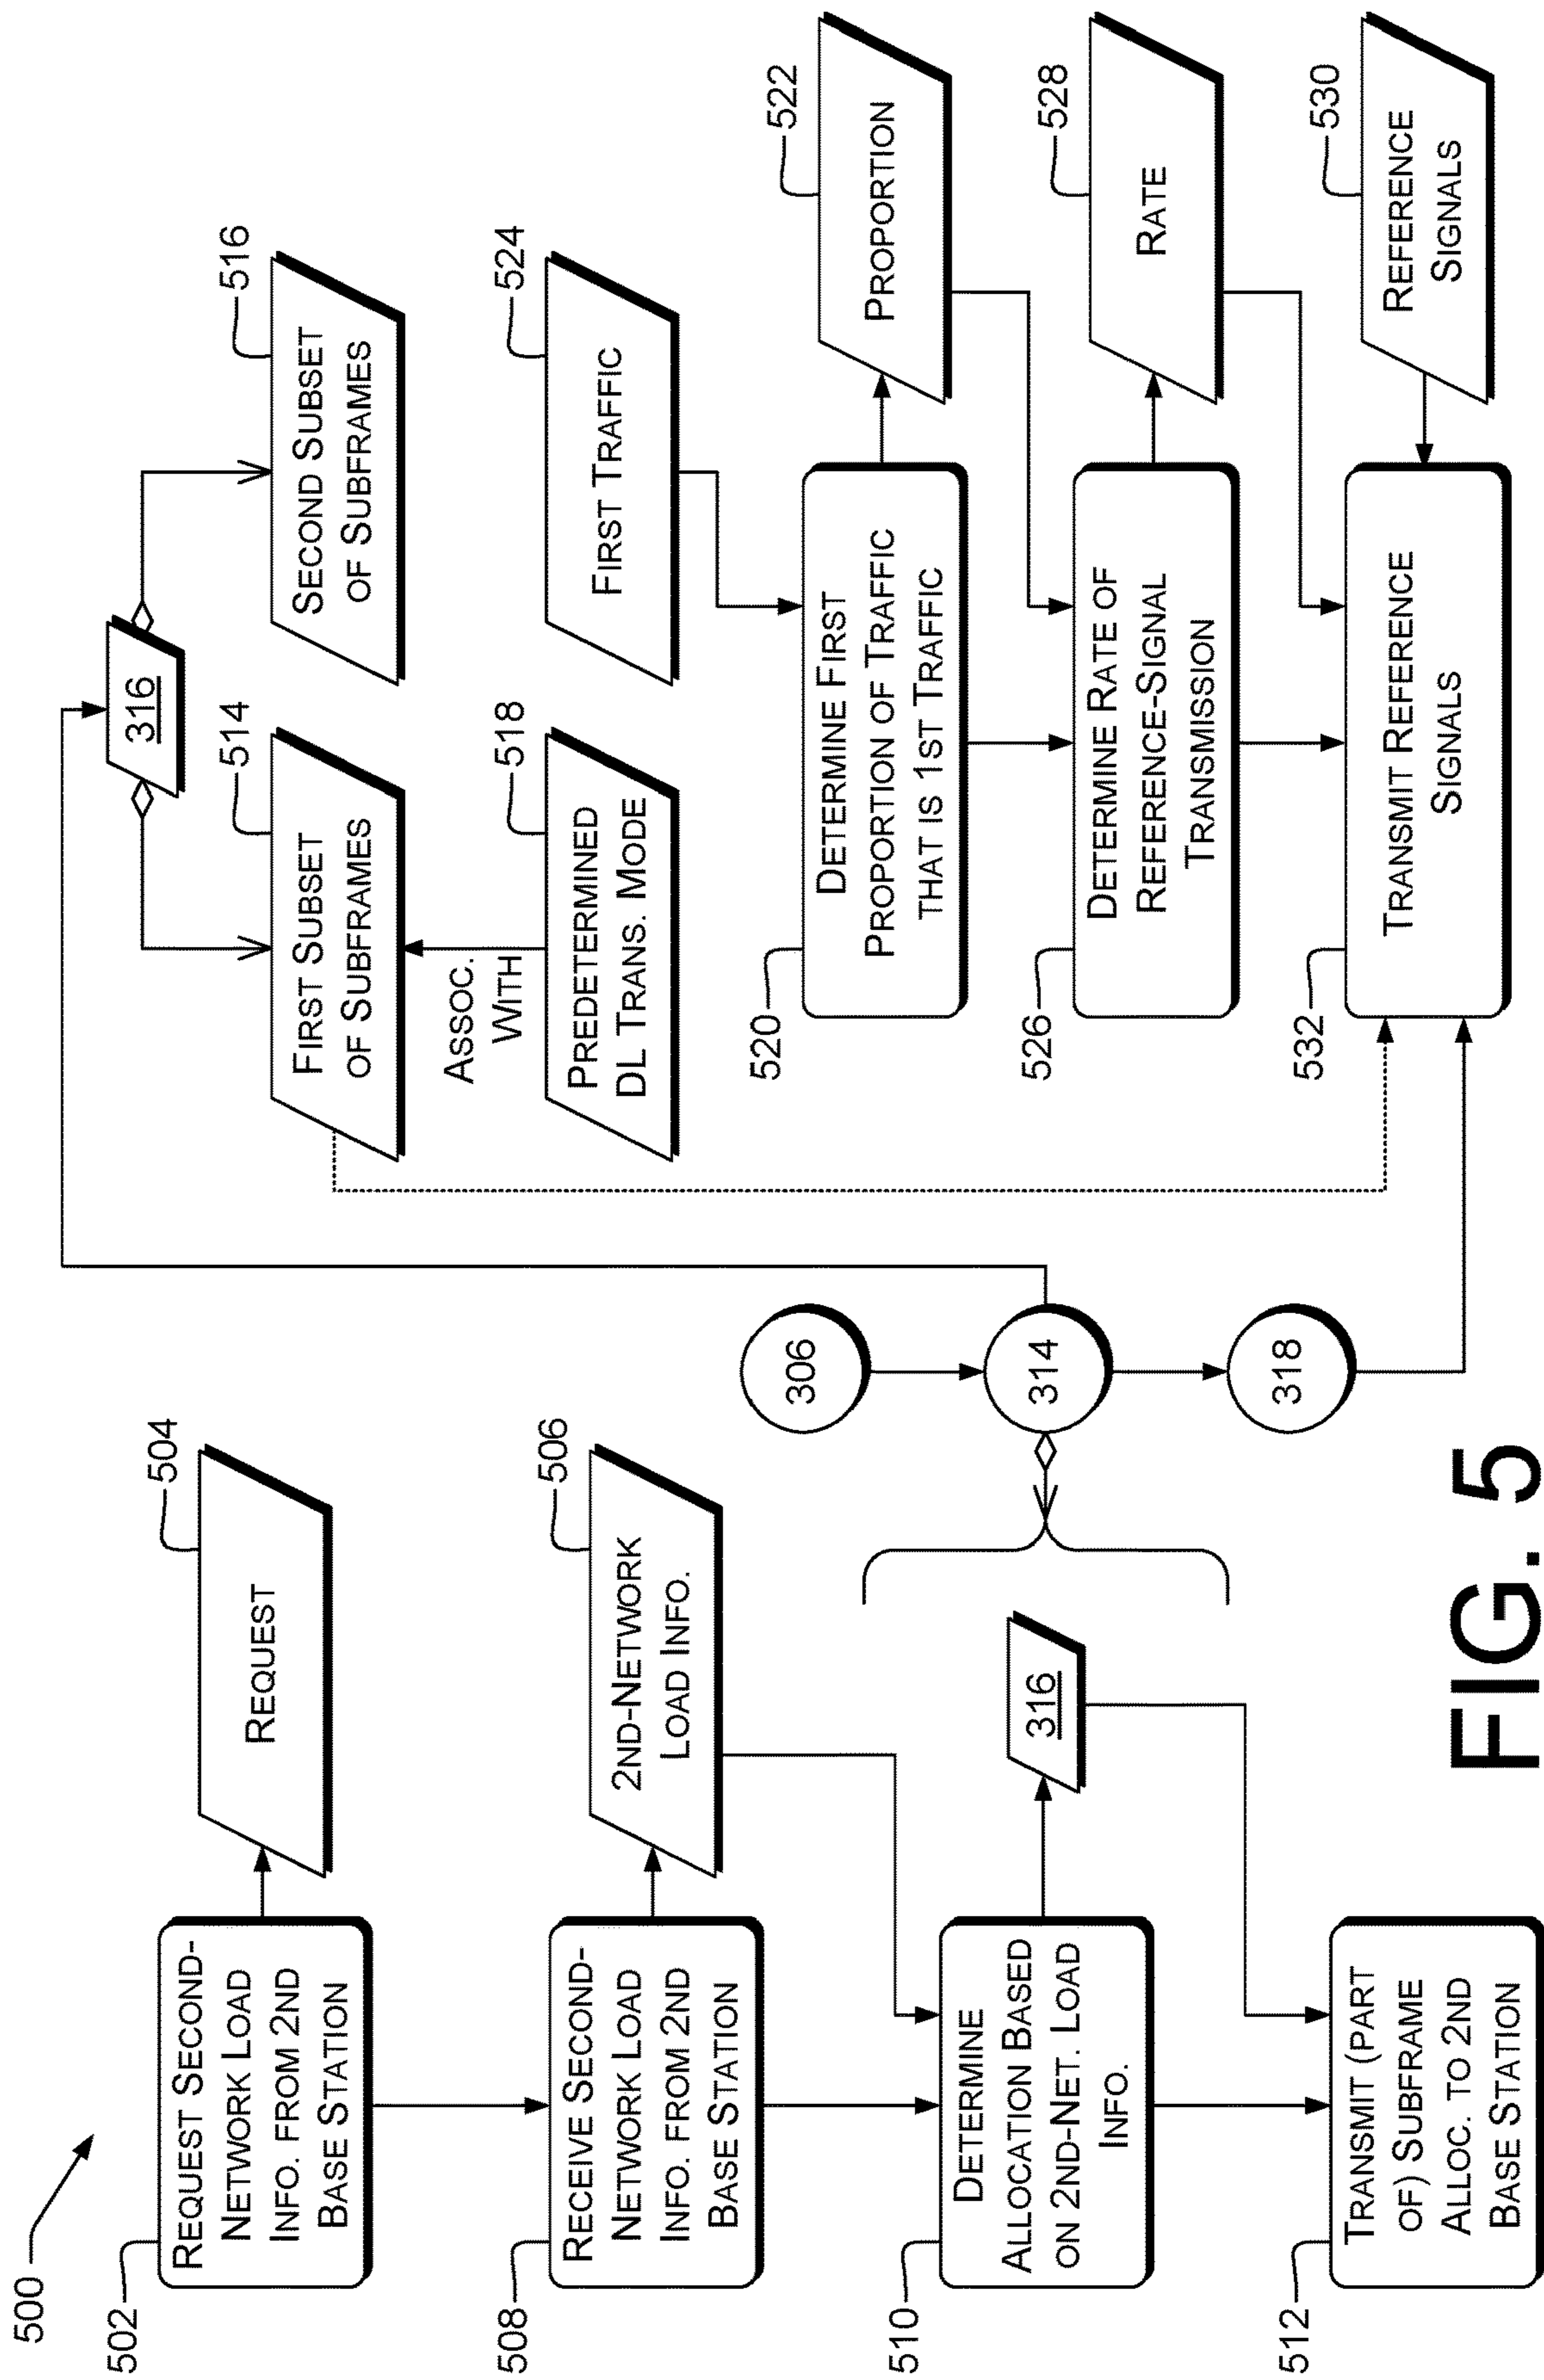 500
502
REQUEST SECOND-
NETWORK LOAD
INFO. FROM 2ND
BASE STATION
504
REQUEST
508
RECEIVE SECOND-
NETWORK LOAD
INFO. FROM 2ND
BASE STATION
506
2ND-NETWORK
LOAD INFO.
510
DETERMINE
ALLOCATION BASED
ON 2ND-NET. LOAD
INFO.
316
512
TRANSMIT (PART
OF) SUBFRAME
ALLOC. TO 2ND
BASE STATION
306
314
318
316
514
FIRST SUBSET
OF SUBFRAMES
516
SECOND SUBSET
OF SUBFRAMES
ASSOC.
WITH
518
PREDETERMINED
DL TRANS. MODE
524
FIRST TRAFFIC
520
DETERMINE FIRST
PROPORTION OF TRAFFIC
THAT IS 1ST TRAFFIC
522
PROPORTION
526
DETERMINE RATE OF
REFERENCE-SIGNAL
TRANSMISSION
528
RATE
532
TRANSMIT REFERENCE
SIGNALS
530
REFERENCE
SIGNALS
FIG. 5